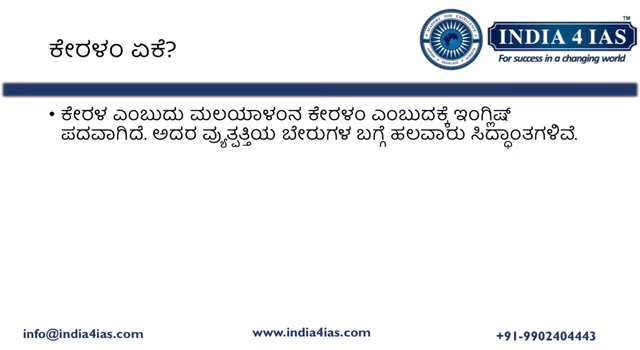 ಕೇರಳಂ ಏಕೆ?
INDIA 4 IAS
TM
For success in a changing world
• ಕೇರಳ ಎಂಬುದು ಮಲಯಾಳಂನ ಕೇರಳಂ ಎಂಬುದಕ್ಕೆ ಇಂಗ್ಲಿಷ್
ಪದವಾಗಿದೆ. ಅದರ ವ್ಯುತ್ಪತ್ತಿಯ ಬೇರುಗಳ ಬಗ್ಗೆ ಹಲವಾರು ಸಿದ್ಧಾಂತಗಳಿವೆ.
info@india4ias.com
www.india4ias.com
+91-9902404443